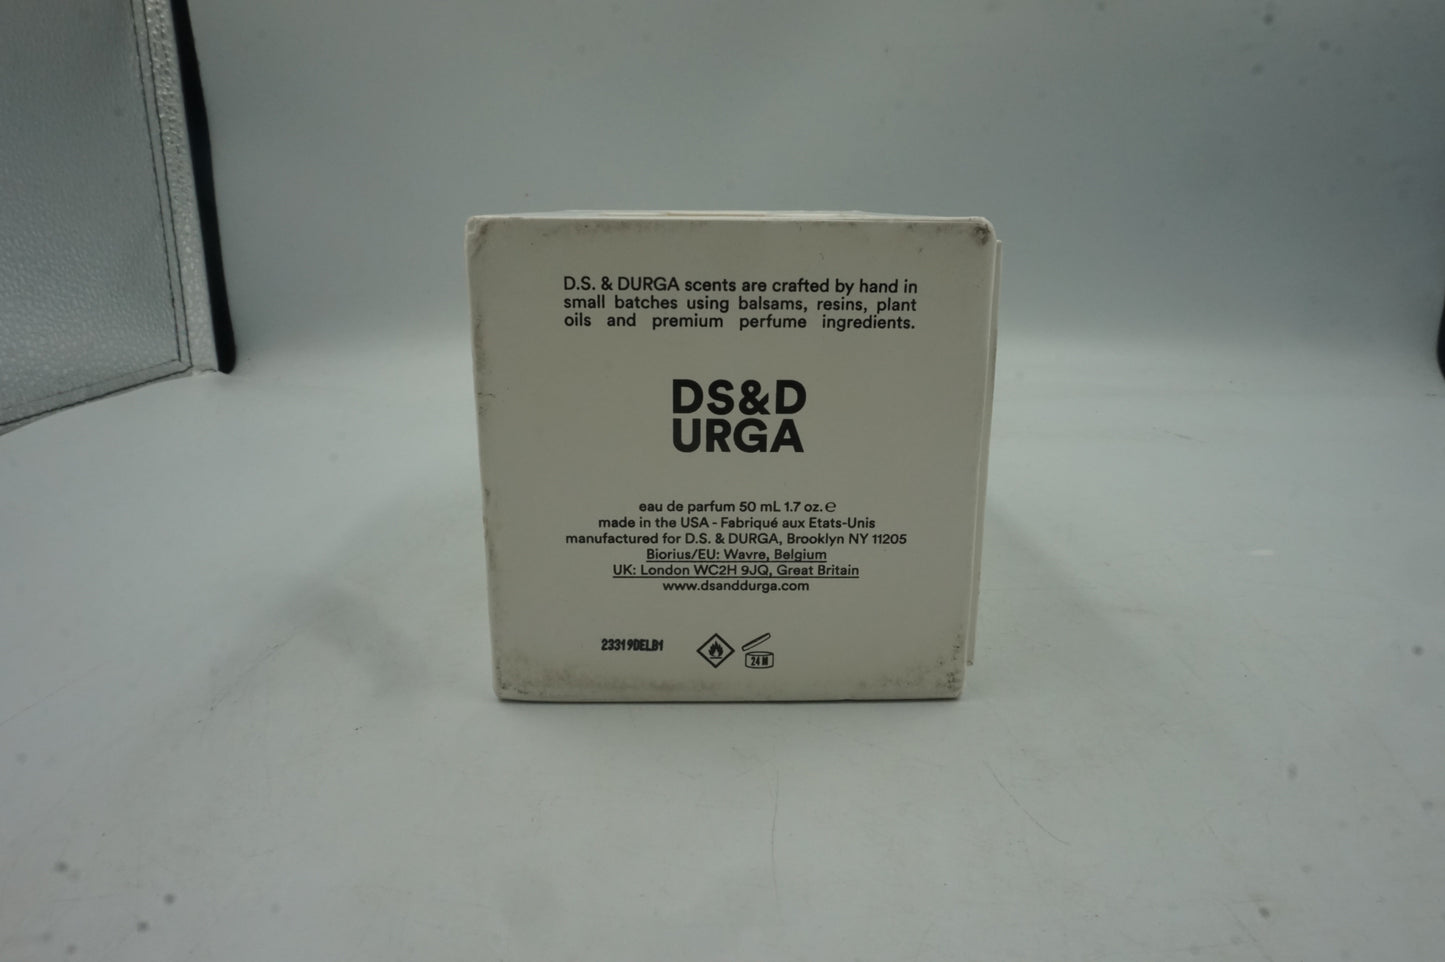 D.S. & DURGA scents are crafted by hand in
small batches using balsams, resins, plant
oils and premium perfume ingredients.
DS&D
URGA
eau de parfum 50 mL 1.7 oz. ℮
made in the USA - Fabriqué aux Etats-Unis
manufactured for D.S. & DURGA, Brooklyn NY 11205
Biorius/EU: Wavre, Belgium
UK: London WC2H 9JQ, Great Britain
www.dsanddurga.com
23319DELB1
24 M